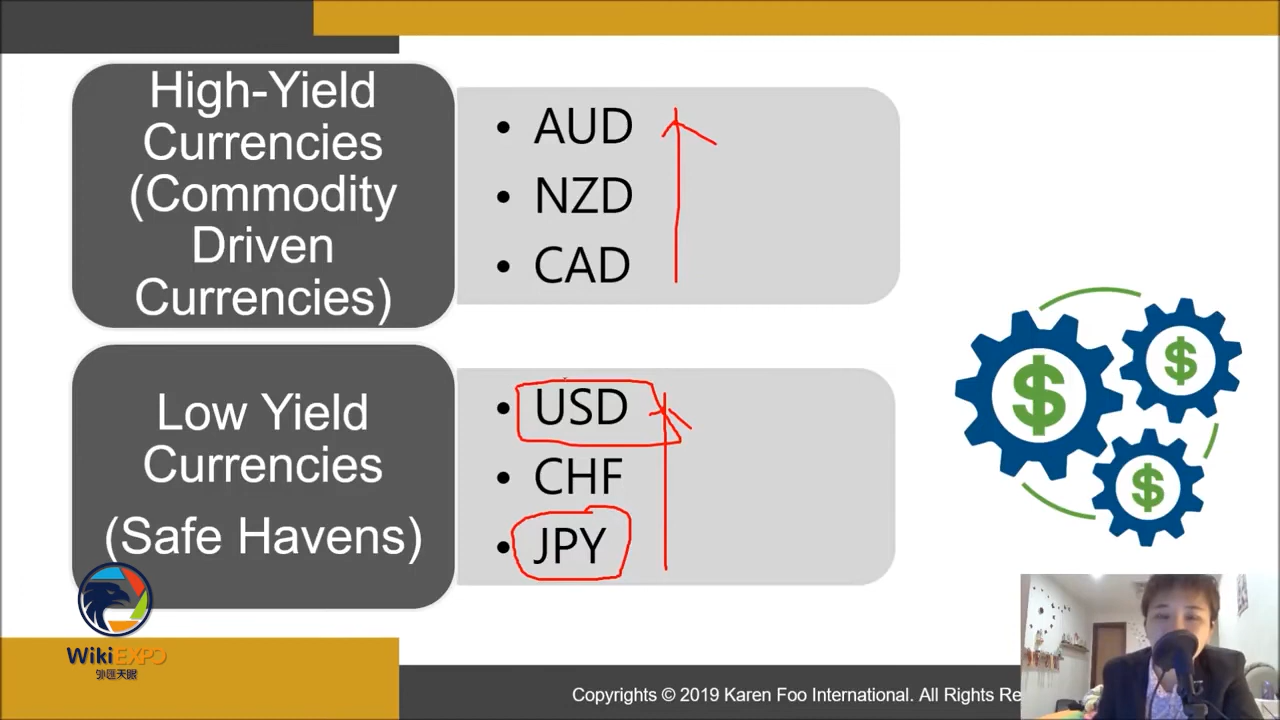 High-Yield
Currencies
(Commodity
Driven
Currencies)
• AUD
• NZD
• CAD
Low Yield
Currencies
(Safe Havens)
• USD
• CHF
• JPY
$
$
$
WikiEXPO
外匯天眼
Copyrights © 2019 Karen Foo International. All Rights Re